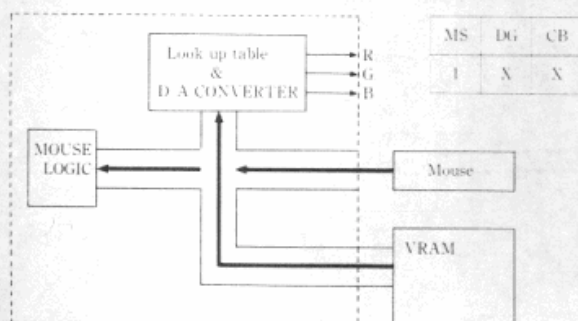 Look up table
&
D A CONVERTER
R
G
B
MS DG CB
1 X X
MOUSE
LOGIC
Mouse
VRAM